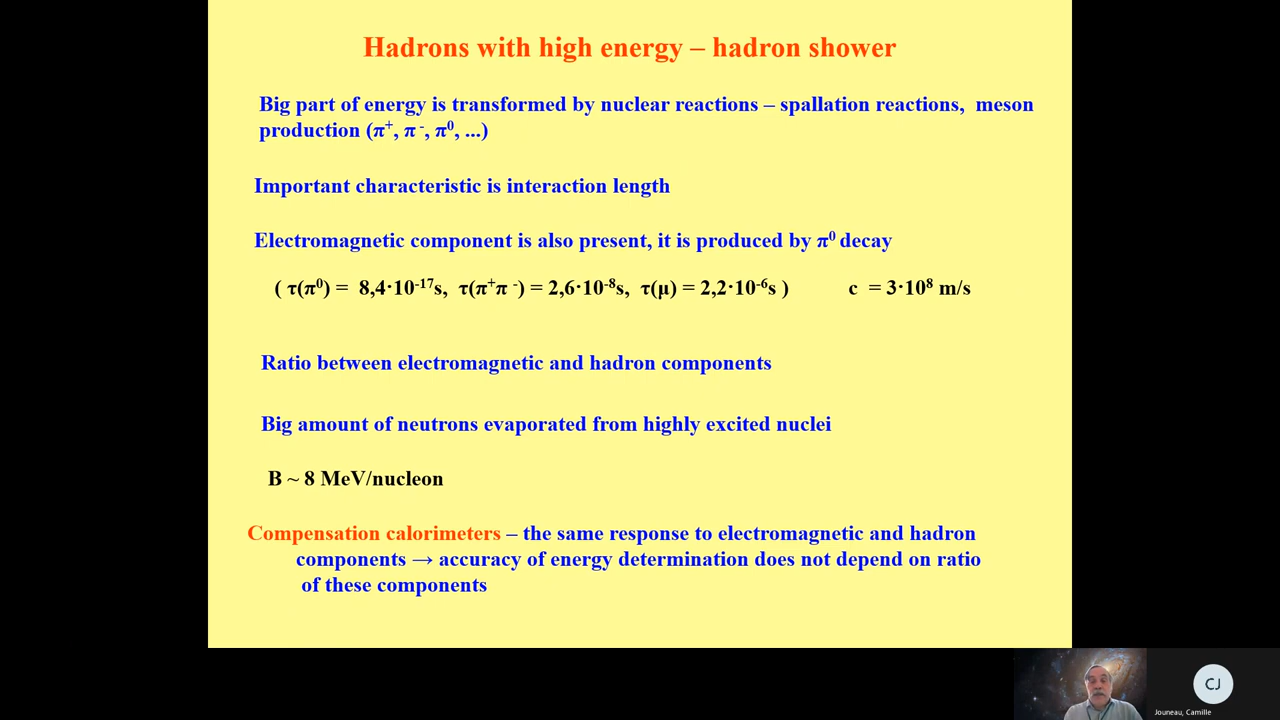 Hadrons with high energy – hadron shower
Big part of energy is transformed by nuclear reactions – spallation reactions, meson
production (π⁺, π ⁻, π⁰, ...)
Important characteristic is interaction length
Electromagnetic component is also present, it is produced by π⁰ decay
( τ(π⁰) = 8,4·10⁻¹⁷s, τ(π⁺π ⁻) = 2,6·10⁻⁸s, τ(μ) = 2,2·10⁻⁶s ) c = 3·10⁸ m/s
Ratio between electromagnetic and hadron components
Big amount of neutrons evaporated from highly excited nuclei
B ~ 8 MeV/nucleon
Compensation calorimeters – the same response to electromagnetic and hadron
components → accuracy of energy determination does not depend on ratio
of these components
CJ
Jouneau, Camille